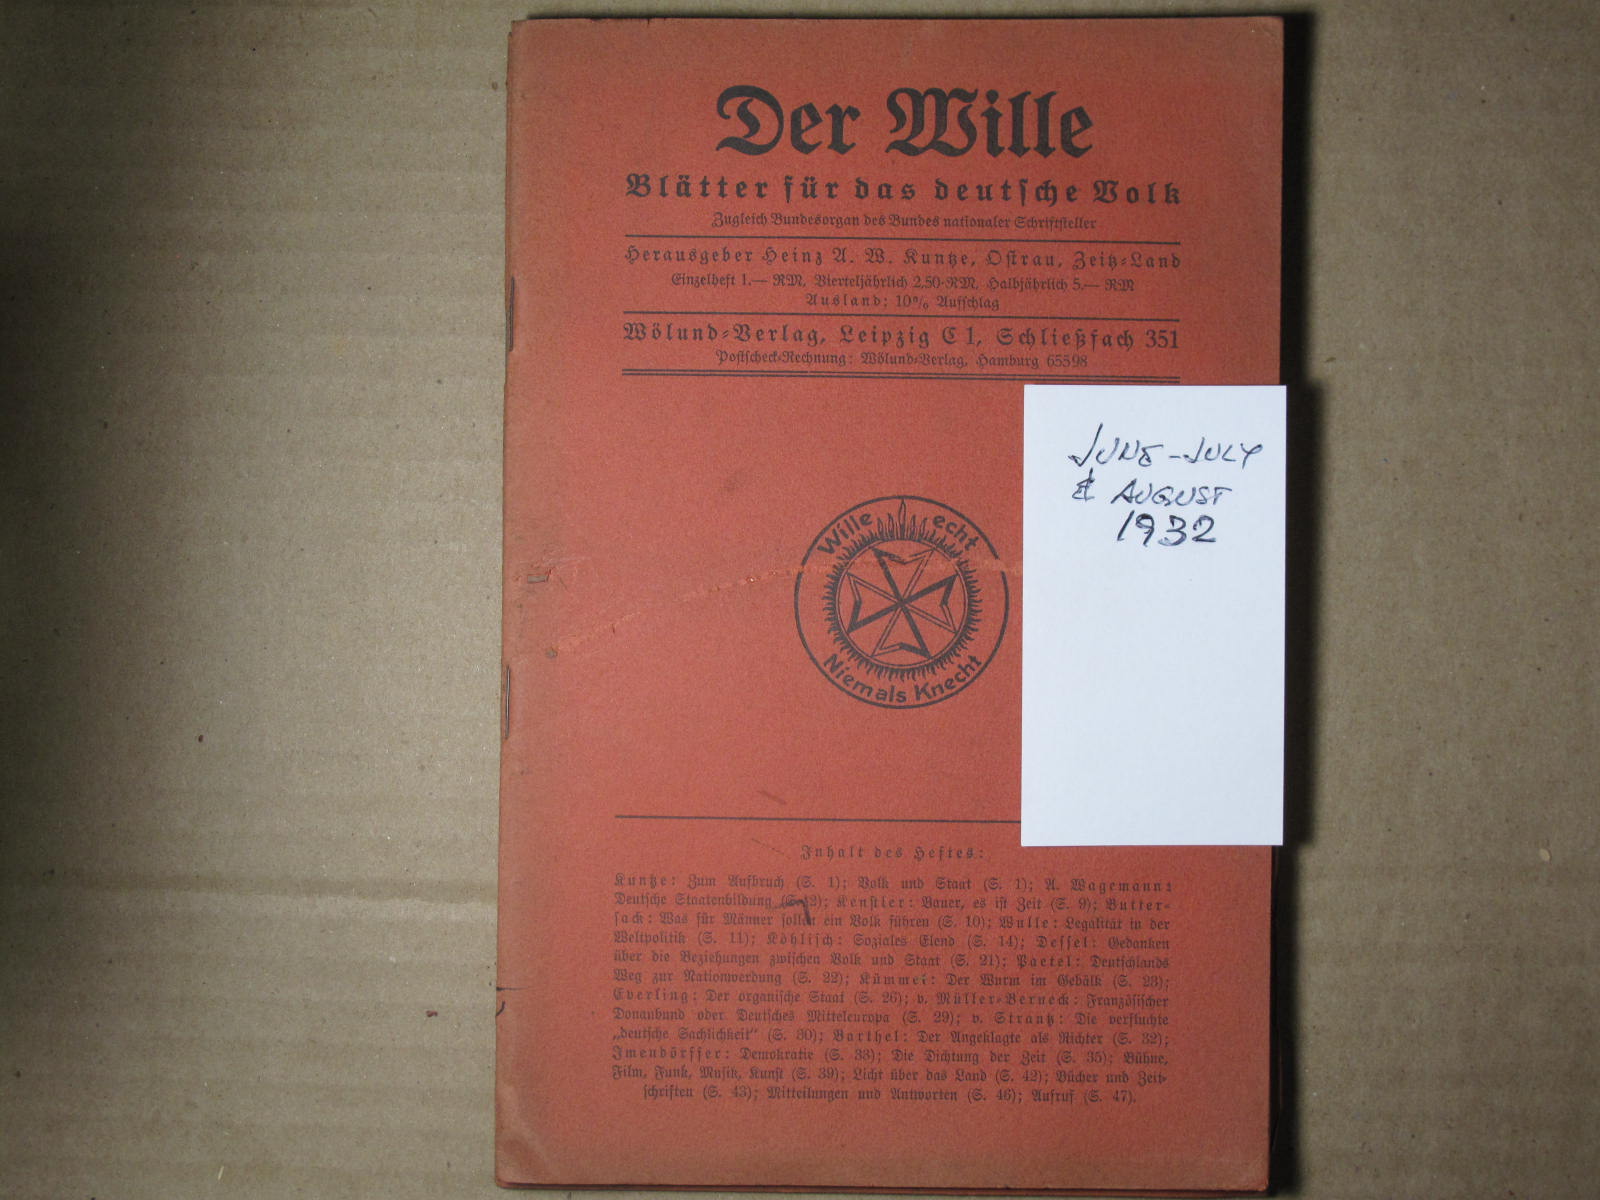 Der Wille
Blätter für das deutsche Volk
Zugleich Bundesorgan des Bundes nationaler Schriftsteller
Herausgeber Heinz A. W. Kuntze, Ostrau, Zeitz-Land
Einzelheft 1.— RM, Vierteljährlich 2,50 RM, Halbjährlich 5.— RM
Ausland: 10% Aufschlag
Wölund-Verlag, Leipzig C 1, Schließfach 351
Postscheck-Rechnung: Wölund-Verlag, Hamburg 65598
JUNE - JULY
& AUGUST
1932
Wille echt
Niemals Knecht
Inhalt des Heftes:
Kuntze: Zum Aufbruch (S. 1); Volk und Staat (S. 1); A. Wagemann:
Deutsche Staatenbildung (S. 2); Kenstler: Bauer, es ist Zeit (S. 9); Butter-
sack: Was für Männer sollen ein Volk führen (S. 10); Wulle: Legalität in der
Weltpolitik (S. 11); Köhlisch: Soziales Elend (S. 14); Dessel: Gedanken
über die Beziehungen zwischen Volk und Staat (S. 21); Paetel: Deutschlands
Weg zur Nationwerdung (S. 22); Kümmel: Der Wurm im Gebälk (S. 23);
Everling: Der organische Staat (S. 26); v. Müller-Berneck: Französischer
Donaubund oder Deutsches Mitteleuropa (S. 29); v. Strantz: Die verfluchte
„deutsche Sachlichkeit“ (S. 30); Barthel: Der Angeklagte als Richter (S. 32);
Imendörffer: Demokratie (S. 33); Die Dichtung der Zeit (S. 35); Bühne,
Film, Funk, Musik, Kunst (S. 39); Licht über das Land (S. 42); Bücher und Zeit-
schriften (S. 43); Mitteilungen und Antworten (S. 46); Aufruf (S. 47).